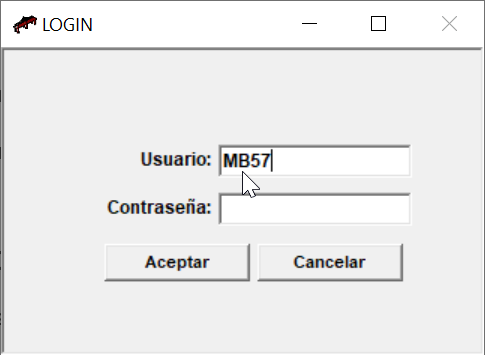 LOGIN
Usuario: MB57
Contraseña:
Aceptar Cancelar